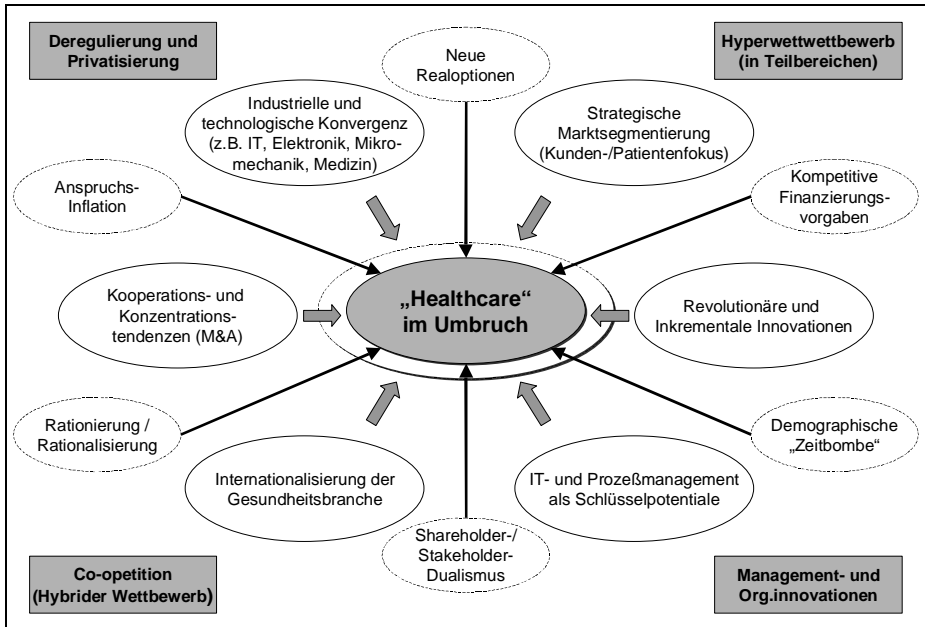 Deregulierung und
Privatisierung
Neue
Realoptionen
Hyperwettwettbewerb
(in Teilbereichen)
Industrielle und
technologische Konvergenz
(z.B. IT, Elektronik, Mikro-
mechanik, Medizin)
Strategische
Marktsegmentierung
(Kunden-/Patientenfokus)
Anspruchs-
Inflation
Kompetitive
Finanzierungs-
vorgaben
Kooperations- und
Konzentrations-
tendenzen (M&A)
„Healthcare“
im Umbruch
Revolutionäre und
Inkrementale Innovationen
Rationierung /
Rationalisierung
Demographische
„Zeitbombe“
Internationalisierung der
Gesundheitsbranche
IT- und Prozeßmanagement
als Schlüsselpotentiale
Shareholder-/
Stakeholder-
Dualismus
Co-opetition
(Hybrider Wettbewerb)
Management- und
Org.innovationen